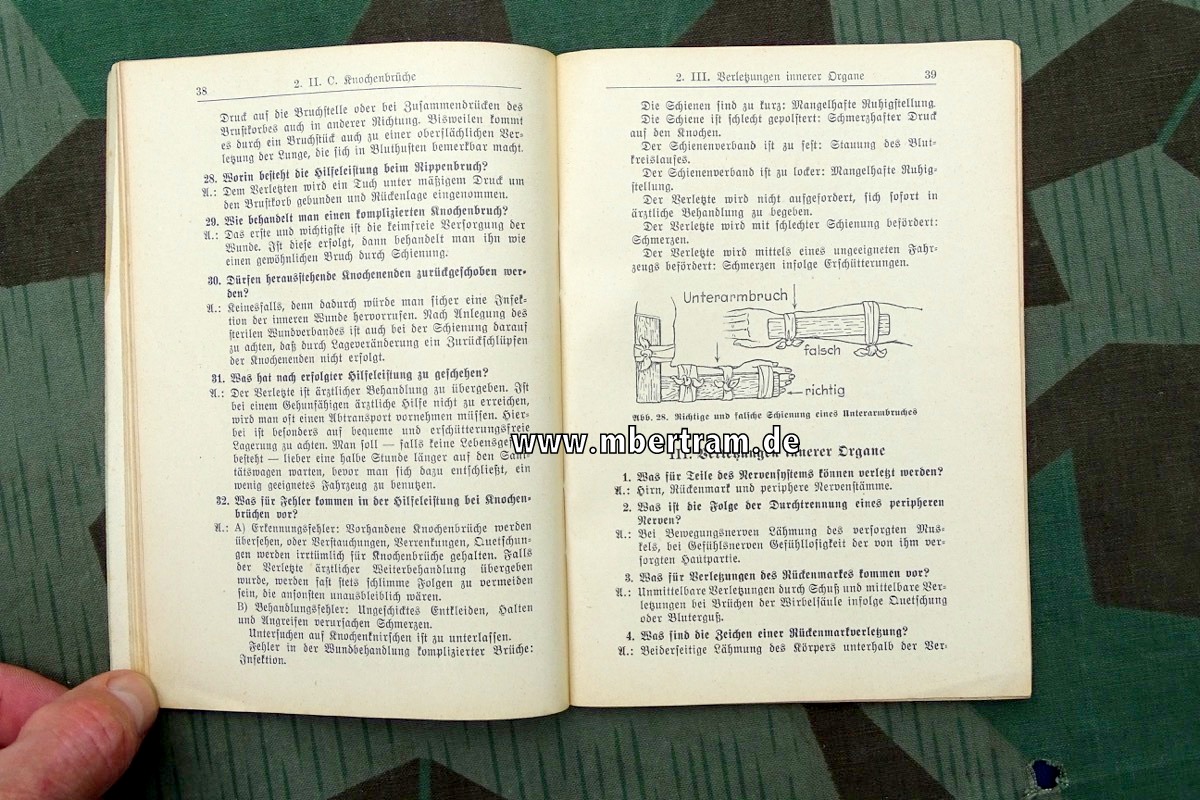 38
2. II. C. Knochenbrüche
Druck auf die Bruchstelle oder bei Zusammendrücken des
Brustkorbes auch in anderer Richtung. Bisweilen kommt
es durch ein Bruchstück auch zu einer oberflächlichen Ver-
letzung der Lunge, die sich in Bluthusten bemerkbar macht.
28. Worin besteht die Hilfeleistung beim Rippenbruch?
A.: Dem Verletzten wird ein Tuch unter mäßigem Druck um
den Brustkorb gebunden und Rückenlage eingenommen.
29. Wie behandelt man einen komplizierten Knochenbruch?
A.: Das erste und wichtigste ist die keimfreie Versorgung der
Wunde. Ist diese erfolgt, dann behandelt man ihn wie
einen gewöhnlichen Bruch durch Schienung.
30. Dürfen herausstehende Knochenenden zurückgeschoben wer-
den?
A.: Keinesfalls, denn dadurch würde man sicher eine Infek-
tion der inneren Wunde hervorrufen. Nach Anlegung des
sterilen Wundverbandes ist auch bei der Schienung darauf
zu achten, daß durch Lageveränderung ein Zurückschlüpfen
der Knochenenden nicht erfolgt.
31. Was hat nach erfolgter Hilfeleistung zu geschehen?
A.: Der Verletzte ist ärztlicher Behandlung zu übergeben. Ist
bei einem Gehunfähigen ärztliche Hilfe nicht zu erreichen,
wird man oft einen Abtransport vornehmen müssen. Hier-
bei ist besonders auf bequeme und erschütterungsfreie
Lagerung zu achten. Man soll — falls keine
besteht — lieber eine halbe Stunde länger auf den
tätswagen warten, bevor man sich dazu entschließt, ein
wenig geeignetes Fahrzeug zu benutzen.
32. Was für Fehler kommen in der Hilfeleistung bei Knochen-
brüchen vor?
A.: A) Erkennungsfehler: Vorhandene Knochenbrüche werden
übersehen, oder Verstauchungen, Verrenkungen, Quetschun-
gen werden irrtümlich für Knochenbrüche gehalten. Falls
der Verletzte ärztlicher Weiterbehandlung übergeben
wurde, werden fast stets schlimme Folgen zu vermeiden
sein, die ansonsten unausbleiblich wären.
B) Behandlungsfehler: Ungeschicktes Entkleiden, Halten
und Angreifen verursachen Schmerzen.
Untersuchen auf Knochenknirschen ist zu unterlassen.
Fehler in der Wundbehandlung komplizierter Brüche:
Infektion.
2. III. Verletzungen innerer Organe
39
Die Schienen sind zu kurz: Mangelhafte Ruhigstellung.
Die Schiene ist schlecht gepolstert: Schmerzhafter Druck
auf den Knochen.
Der Schienenverband ist zu fest: Stauung des Blut-
kreislaufes.
Der Schienenverband ist zu locker: Mangelhafte Ruhig-
stellung.
Der Verletzte wird nicht aufgefordert, sich sofort in
ärztliche Behandlung zu begeben.
Der Verletzte wird mit schlechter Schienung befördert:
Schmerzen.
Der Verletzte wird mittels eines ungeeigneten Fahr-
zeugs befördert: Schmerzen infolge Erschütterungen.
Unterarmbruch
falsch
richtig
Abb. 28. Richtige und falsche Schienung eines Unterarmbruches
www.mbertram.de
III. Verletzungen innerer Organe
1. Was für Teile des Nervensystems können verletzt werden?
A.: Hirn, Rückenmark und periphere Nervenstämme.
2. Was ist die Folge der Durchtrennung eines peripheren
Nerven?
A.: Bei Bewegungsnerven Lähmung des versorgten Mus-
kels, bei Gefühlsnerven Gefühllosigkeit der von ihm ver-
sorgten Hautpartie.
3. Was für Verletzungen des Rückenmarkes kommen vor?
A.: Unmittelbare Verletzungen durch Schuß und mittelbare Ver-
letzungen bei Brüchen der Wirbelsäule infolge Quetschung
oder Bluterguß.
4. Was sind die Zeichen einer Rückenmarkverletzung?
A.: Beiderseitige Lähmung des Körpers unterhalb der Ver-